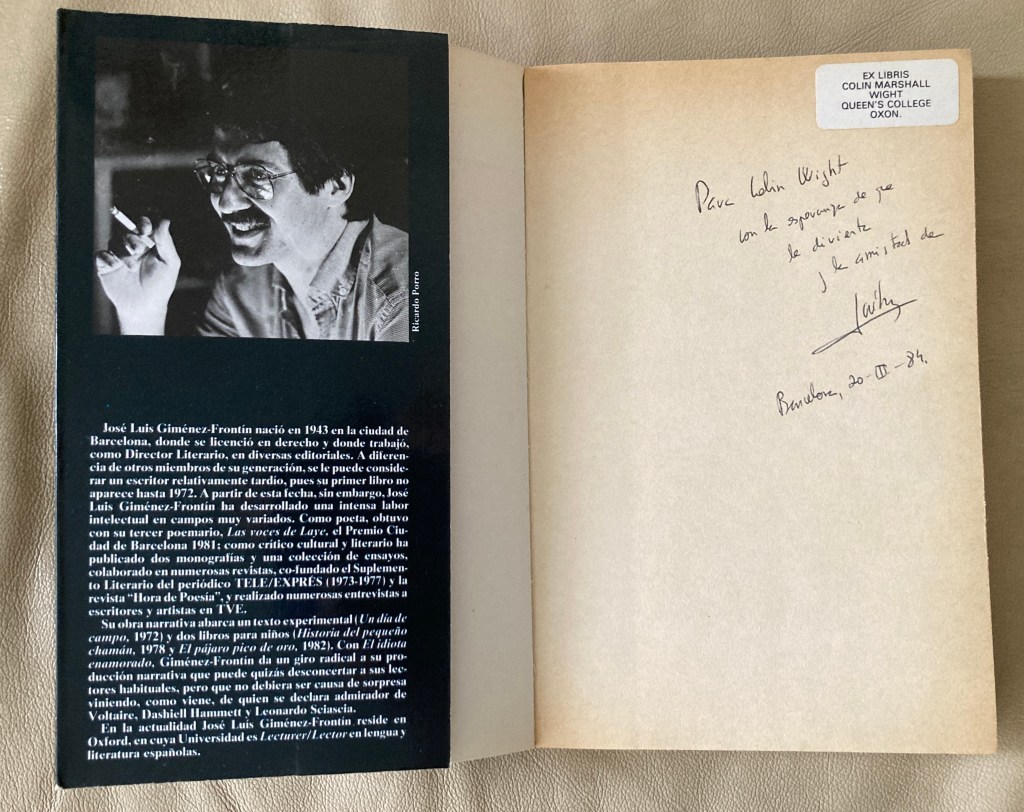 Ricardo Porro
José Luis Giménez-Frontín nació en 1943 en la ciudad de
Barcelona, donde se licenció en derecho y donde trabajó,
como Director Literario, en diversas editoriales. A diferen-
cia de otros miembros de su generación, se le puede conside-
rar un escritor relativamente tardío, pues su primer libro no
aparece hasta 1972. A partir de esta fecha, sin embargo, José
Luis Giménez-Frontín ha desarrollado una intensa labor
intelectual en campos muy variados. Como poeta, obtuvo
con su tercer poemario, Las voces de Laye, el Premio Ciu-
dad de Barcelona 1981; como crítico cultural y literario ha
publicado dos monografías y una colección de ensayos,
colaborado en numerosas revistas, co-fundado el Suplemen-
to Literario del periódico TELE/EXPRÉS (1973-1977) y la
revista “Hora de Poesía”, y realizado numerosas entrevistas a
escritores y artistas en TVE.
Su obra narrativa abarca un texto experimental (Un día de
campo, 1972) y dos libros para niños (Historia del pequeño
chamán, 1978 y El pájaro pico de oro, 1982). Con El idiota
enamorado, Giménez-Frontín da un giro radical a su pro-
ducción narrativa que puede quizás desconcertar a sus lec-
tores habituales, pero que no debiera ser causa de sorpresa
viniendo, como viene, de quien se declara admirador de
Voltaire, Dashiell Hammett y Leonardo Sciascia.
En la actualidad José Luis Giménez-Frontín reside en
Oxford, en cuya Universidad es Lecturer/Lector en lengua y
literatura españolas.
EX LIBRIS
COLIN MARSHALL
WIGHT
QUEEN'S COLLEGE
OXON.
Para Colin Wight
con la esperanza de que
le divierta
y la amistad de
Barcelona, 20-III-84.